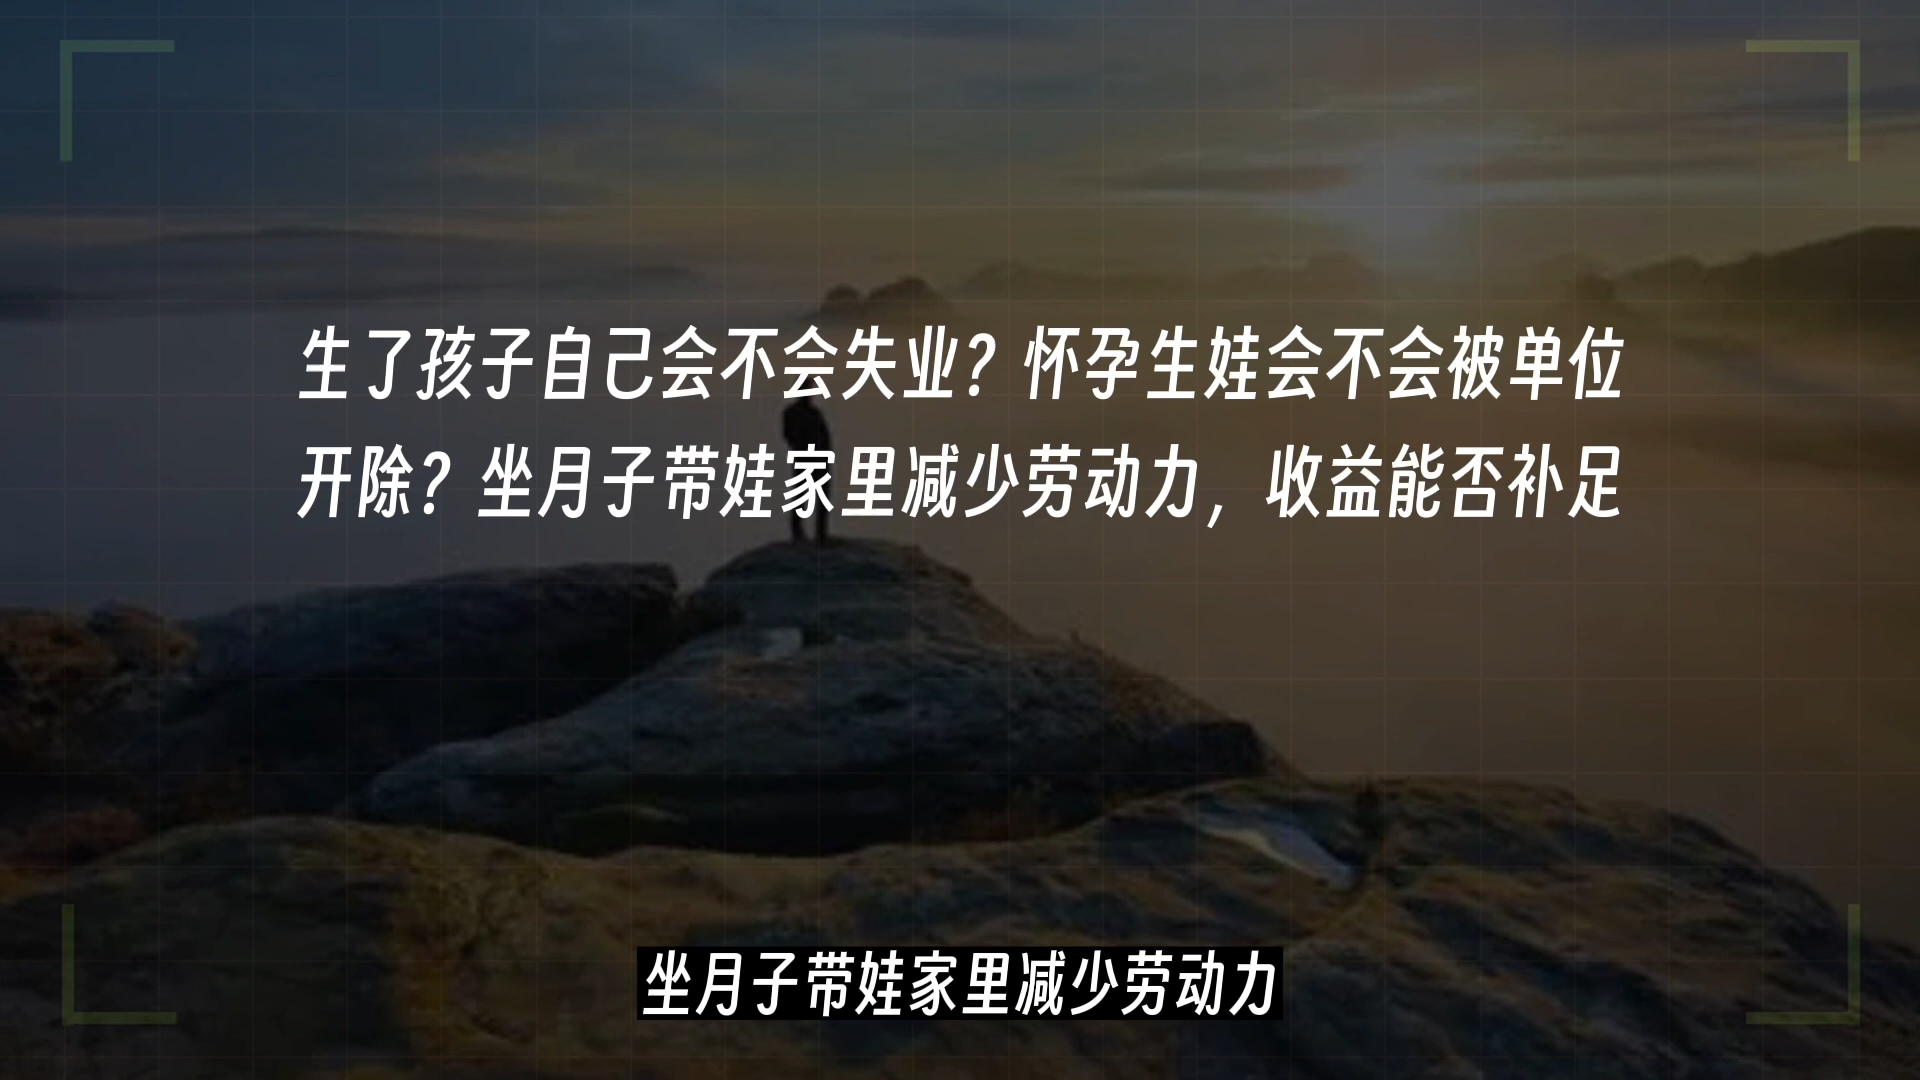 生了孩子自己会不会失业？怀孕生娃会不会被单位
开除？坐月子带娃家里减少劳动力，收益能否补足
坐月子带娃家里减少劳动力